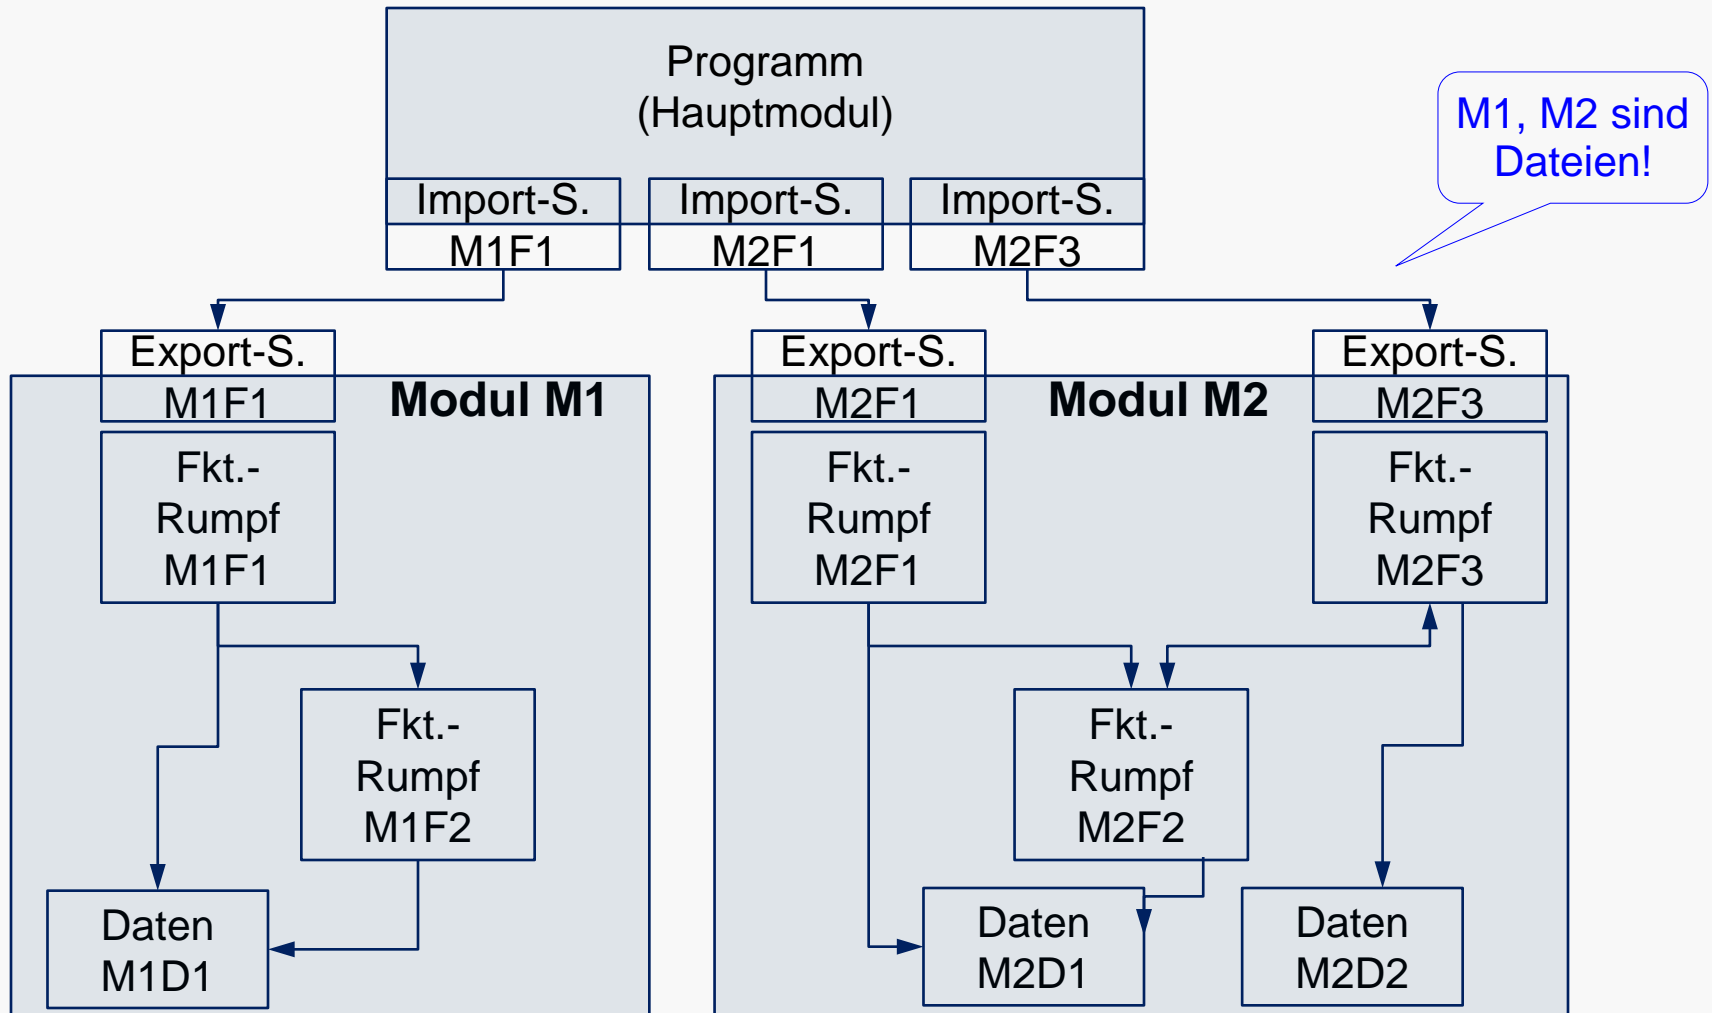 Programm
(Hauptmodul)
M1, M2 sind
Dateien!
Import-S.
Import-S.
Import-S.
M1F1
M2F1
M2F3
Export-S.
Export-S.
Export-S.
M1F1
Modul M1
M2F1
Modul M2
M2F3
Fkt.-
Rumpf
M1F1
Fkt.-
Rumpf
M2F1
Fkt.-
Rumpf
M2F3
Fkt.-
Rumpf
M1F2
Fkt.-
Rumpf
M2F2
Daten
M1D1
Daten
M2D1
Daten
M2D2